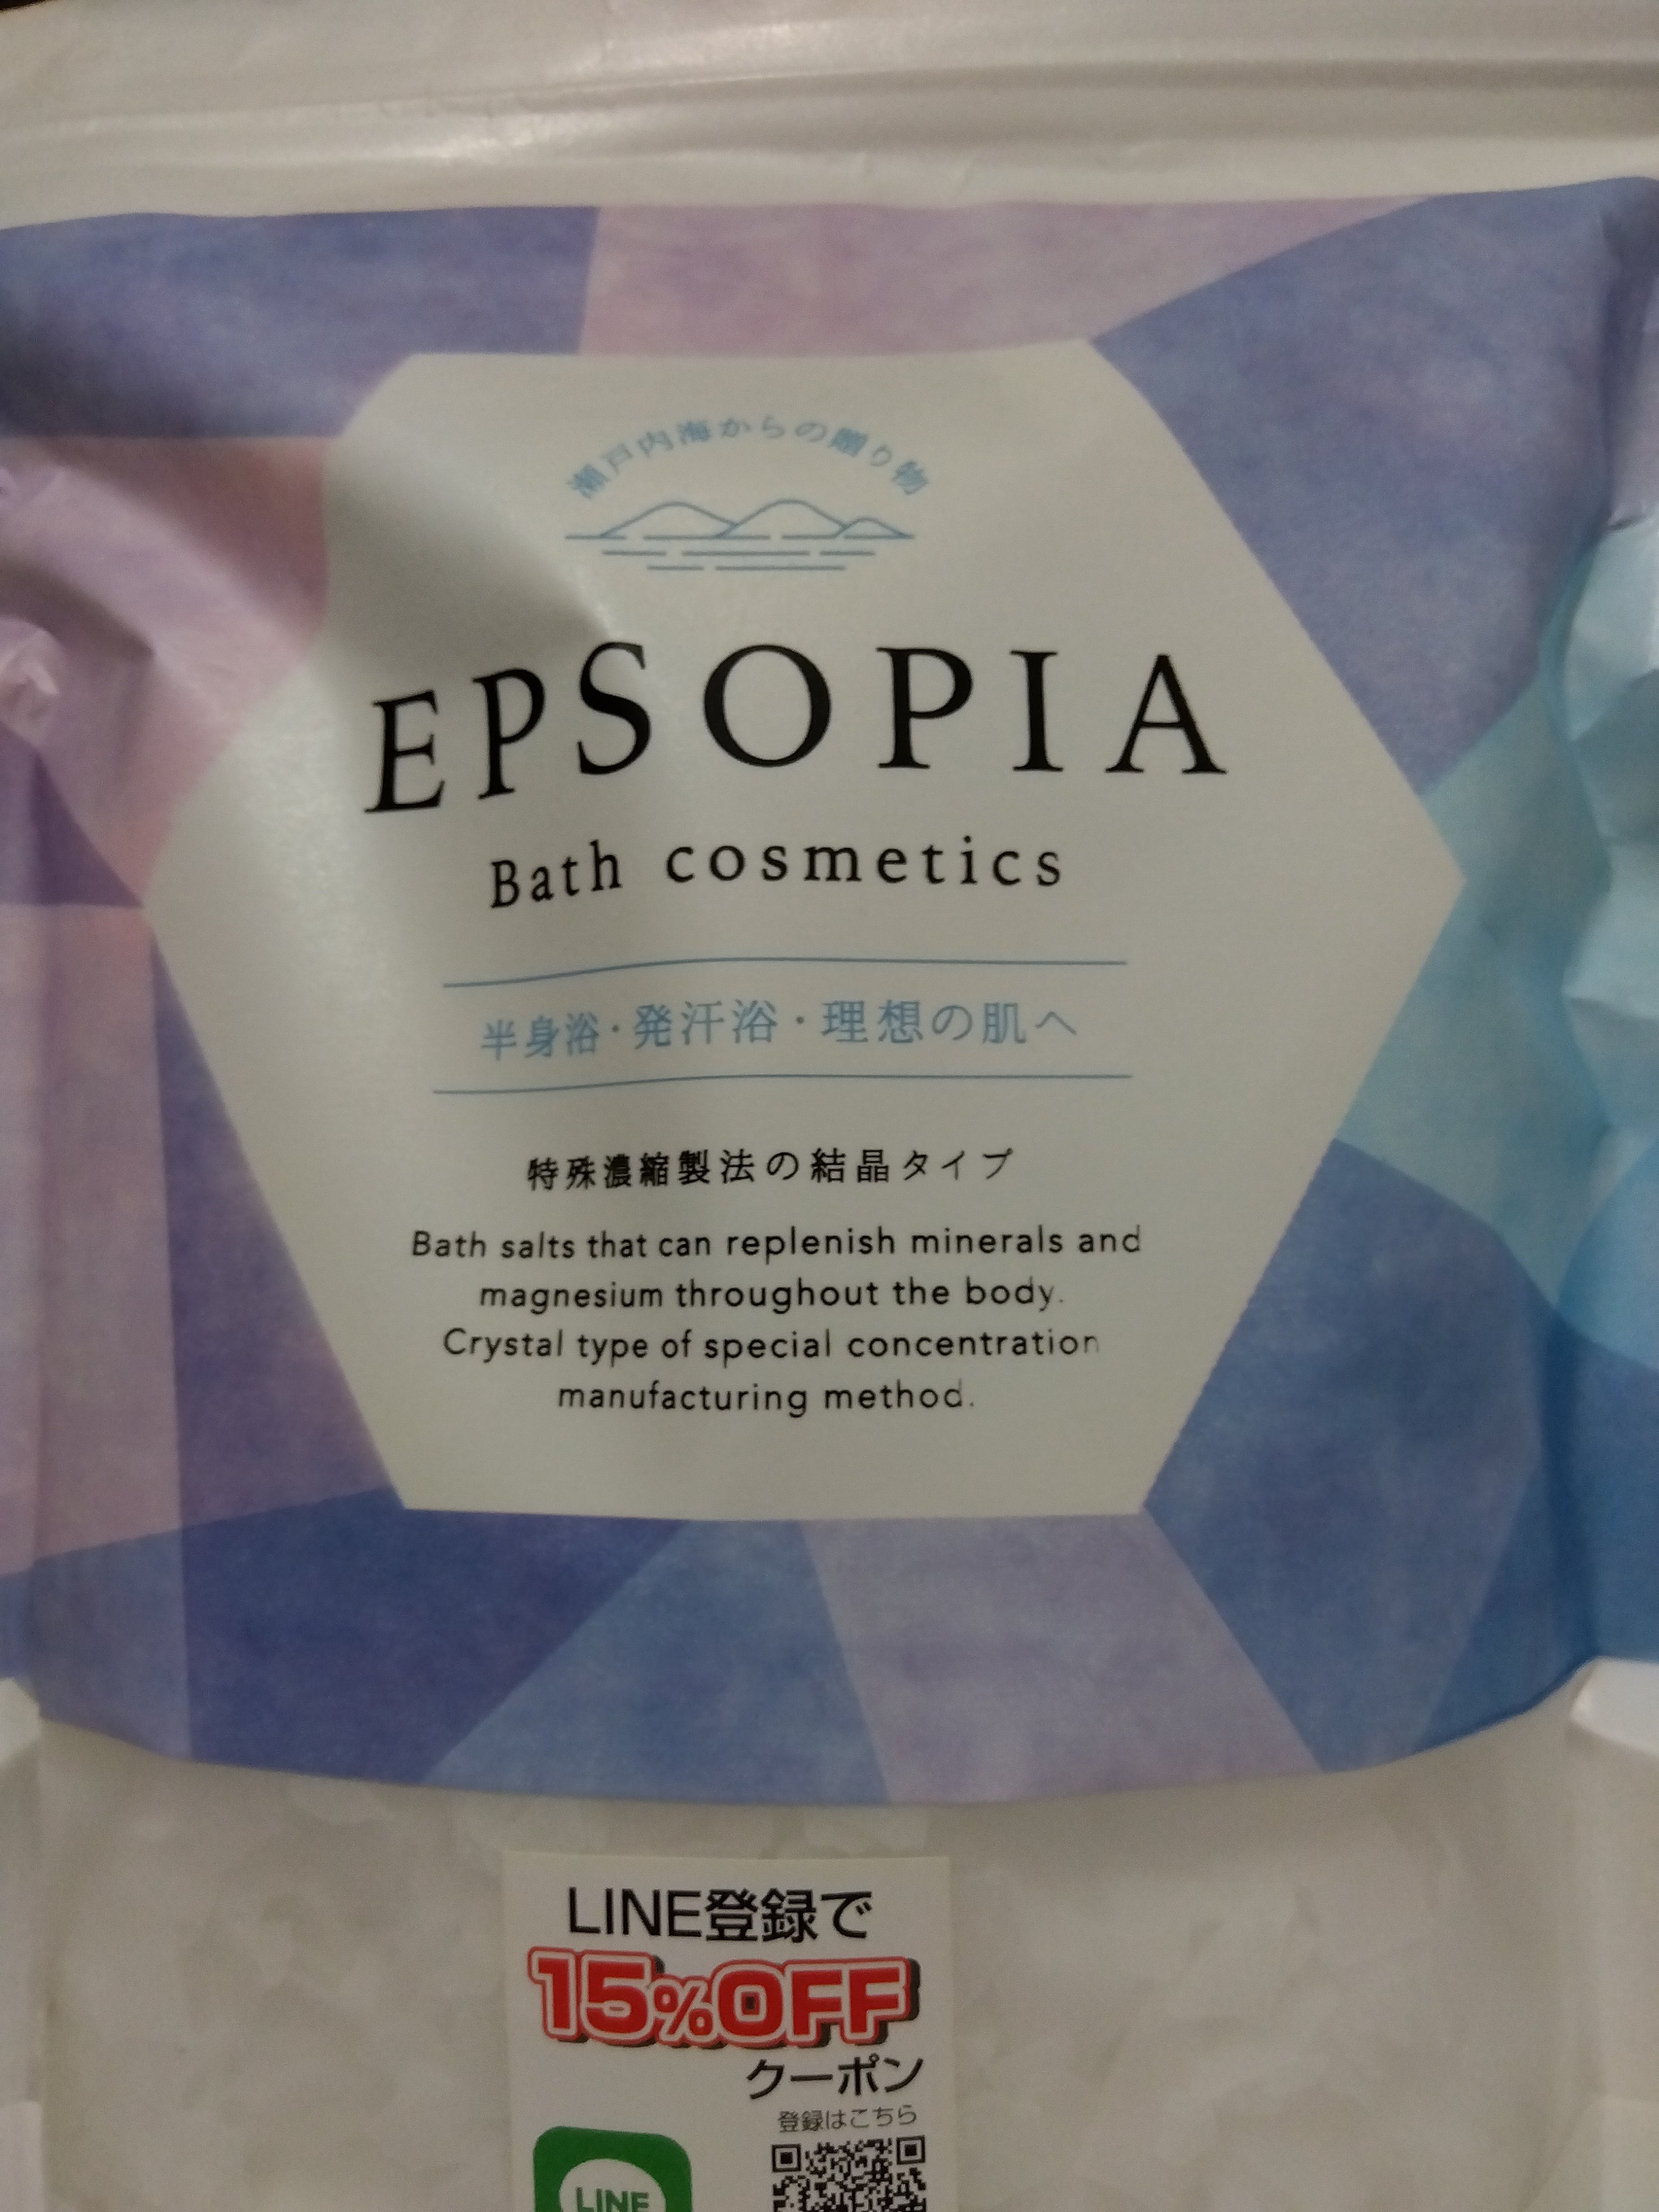 瀬戸内海からの贈り物
EPSOPIA
Bath cosmetics
半身浴・発汗浴・理想の肌へ
特殊濃縮製法の結晶タイプ
Bath salts that can replenish minerals and
magnesium throughout the body.
Crystal type of special concentration
manufacturing method.
LINE登録で
15%OFF
クーポン
登録はこちら
LINE